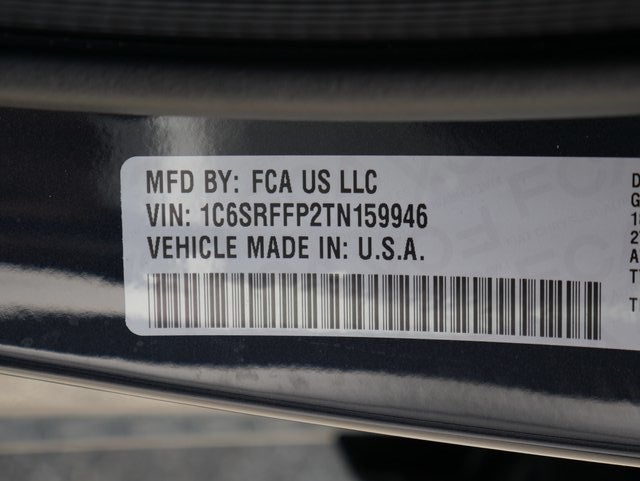 MFD BY: FCA US LLC
VIN: 1C6SRFFP2TN159946
VEHICLE MADE IN: U.S.A.